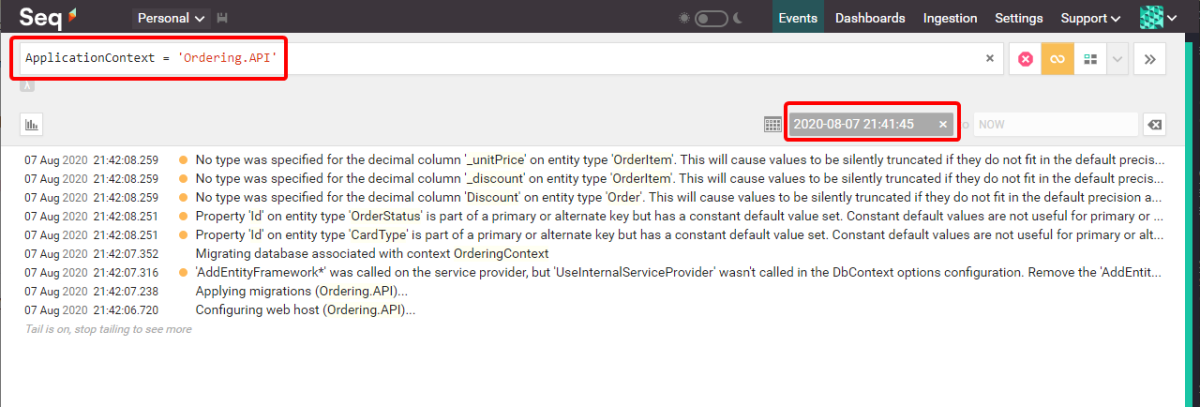 Seq Personal Events Dashboards Ingestion Settings Support
ApplicationContext = 'Ordering.API' ×
2020-08-07 21:41:45 × NOW
07 Aug 2020 21:42:08.259 No type was specified for the decimal column '_unitPrice' on entity type 'OrderItem'. This will cause values to be silently truncated if they do not fit in the default precis...
07 Aug 2020 21:42:08.259 No type was specified for the decimal column '_discount' on entity type 'OrderItem'. This will cause values to be silently truncated if they do not fit in the default precis...
07 Aug 2020 21:42:08.259 No type was specified for the decimal column 'Discount' on entity type 'Order'. This will cause values to be silently truncated if they do not fit in the default precision a...
07 Aug 2020 21:42:08.251 Property 'Id' on entity type 'OrderStatus' is part of a primary or alternate key but has a constant default value set. Constant default values are not useful for primary or ...
07 Aug 2020 21:42:08.251 Property 'Id' on entity type 'CardType' is part of a primary or alternate key but has a constant default value set. Constant default values are not useful for primary or alt...
07 Aug 2020 21:42:07.352 Migrating database associated with context OrderingContext
07 Aug 2020 21:42:07.316 'AddEntityFramework*' was called on the service provider, but 'UseInternalServiceProvider' wasn't called in the DbContext options configuration. Remove the 'AddEntit...
07 Aug 2020 21:42:07.238 Applying migrations (Ordering.API)...
07 Aug 2020 21:42:06.720 Configuring web host (Ordering.API)...
Tail is on, stop tailing to see more